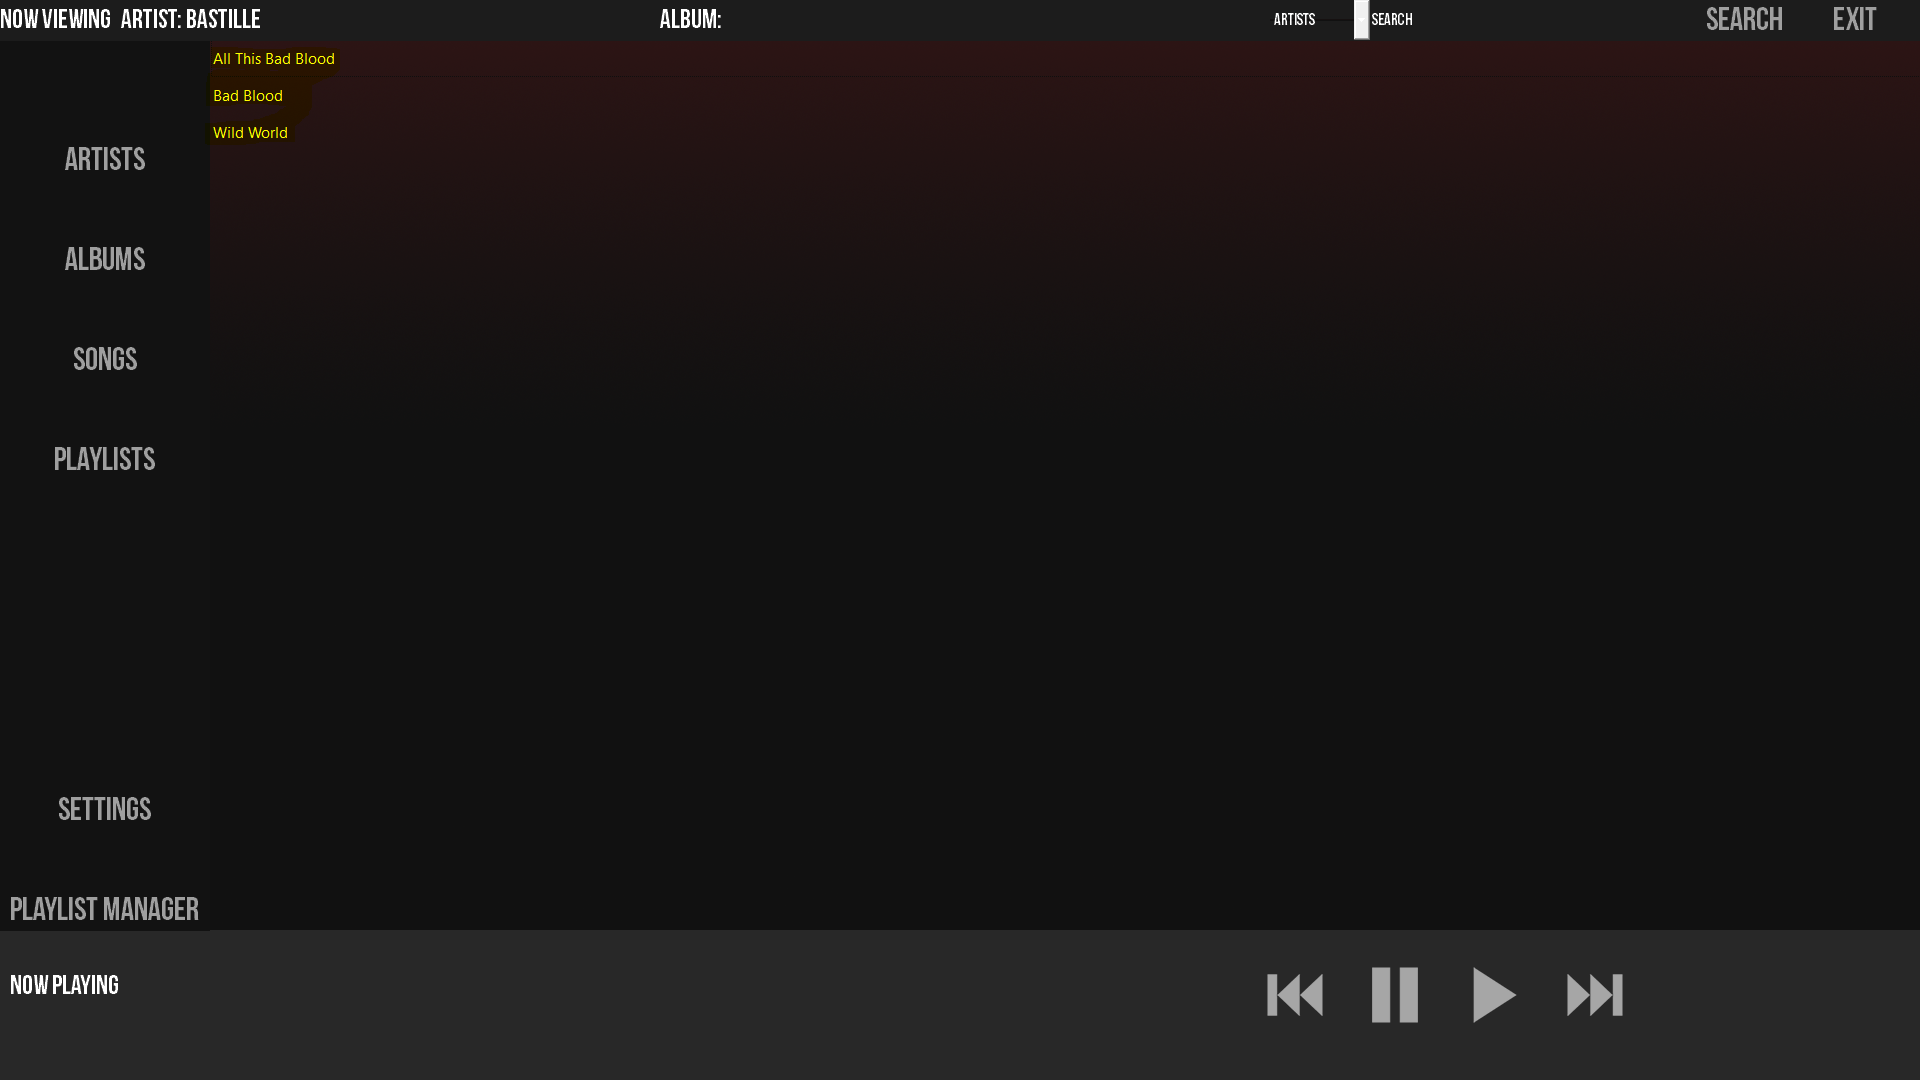 NOW VIEWING ARTIST: BASTILLE ALBUM: ARTISTS SEARCH SEARCH EXIT
All This Bad Blood
Bad Blood
Wild World
ARTISTS
ALBUMS
SONGS
PLAYLISTS
SETTINGS
PLAYLIST MANAGER
NOW PLAYING